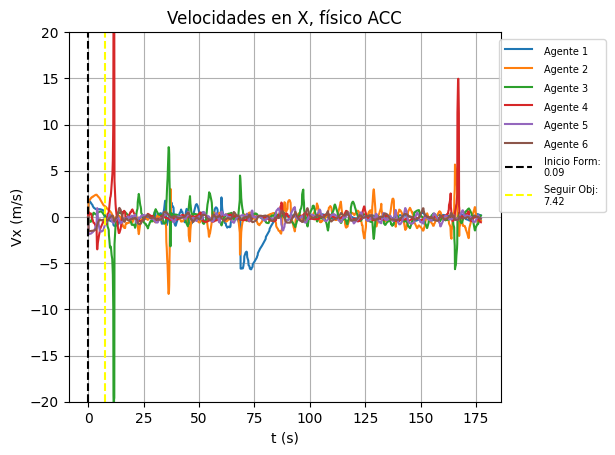 Velocidades en X, físico ACC
Vx (m/s)
20
15
10
5
0
−5
−10
−15
−20
0
25
50
75
100
125
150
175
t (s)
Agente 1
Agente 2
Agente 3
Agente 4
Agente 5
Agente 6
Inicio Form:
0.09
Seguir Obj:
7.42